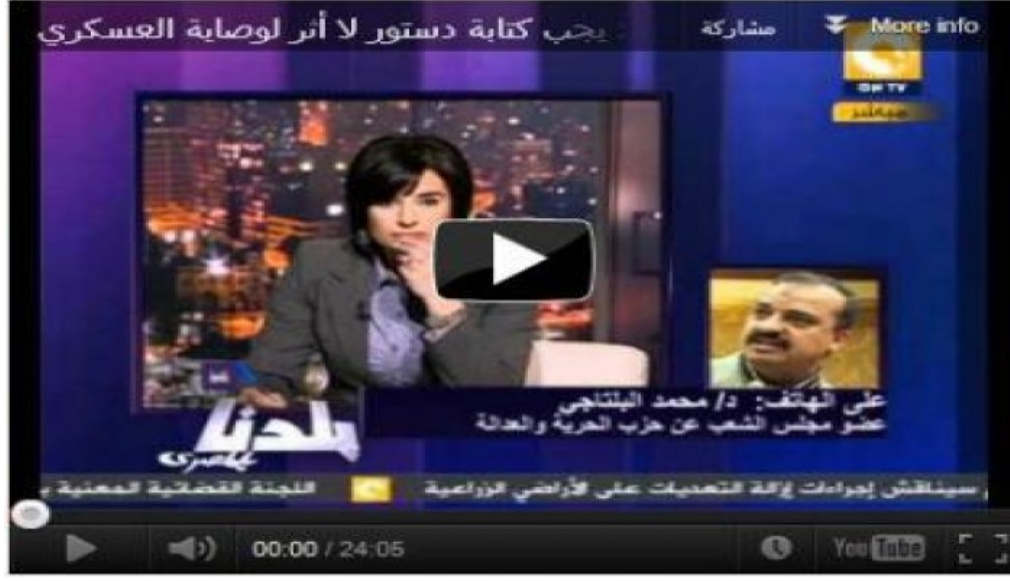 يجب كتابة دستور لا أثر لوصاية العسكري
مشاركة
More info
On TV
مباشر
على الهاتف: د/ محمد البلتاجي
عضو مجلس الشعب عن حزب الحرية والعدالة
بلدنا
بالمصرى
سيناقش إجراءات إزالة التعديات على الأراضي الزراعية
اللجنة القضائية المعنية
00:00 / 24:05
YouTube